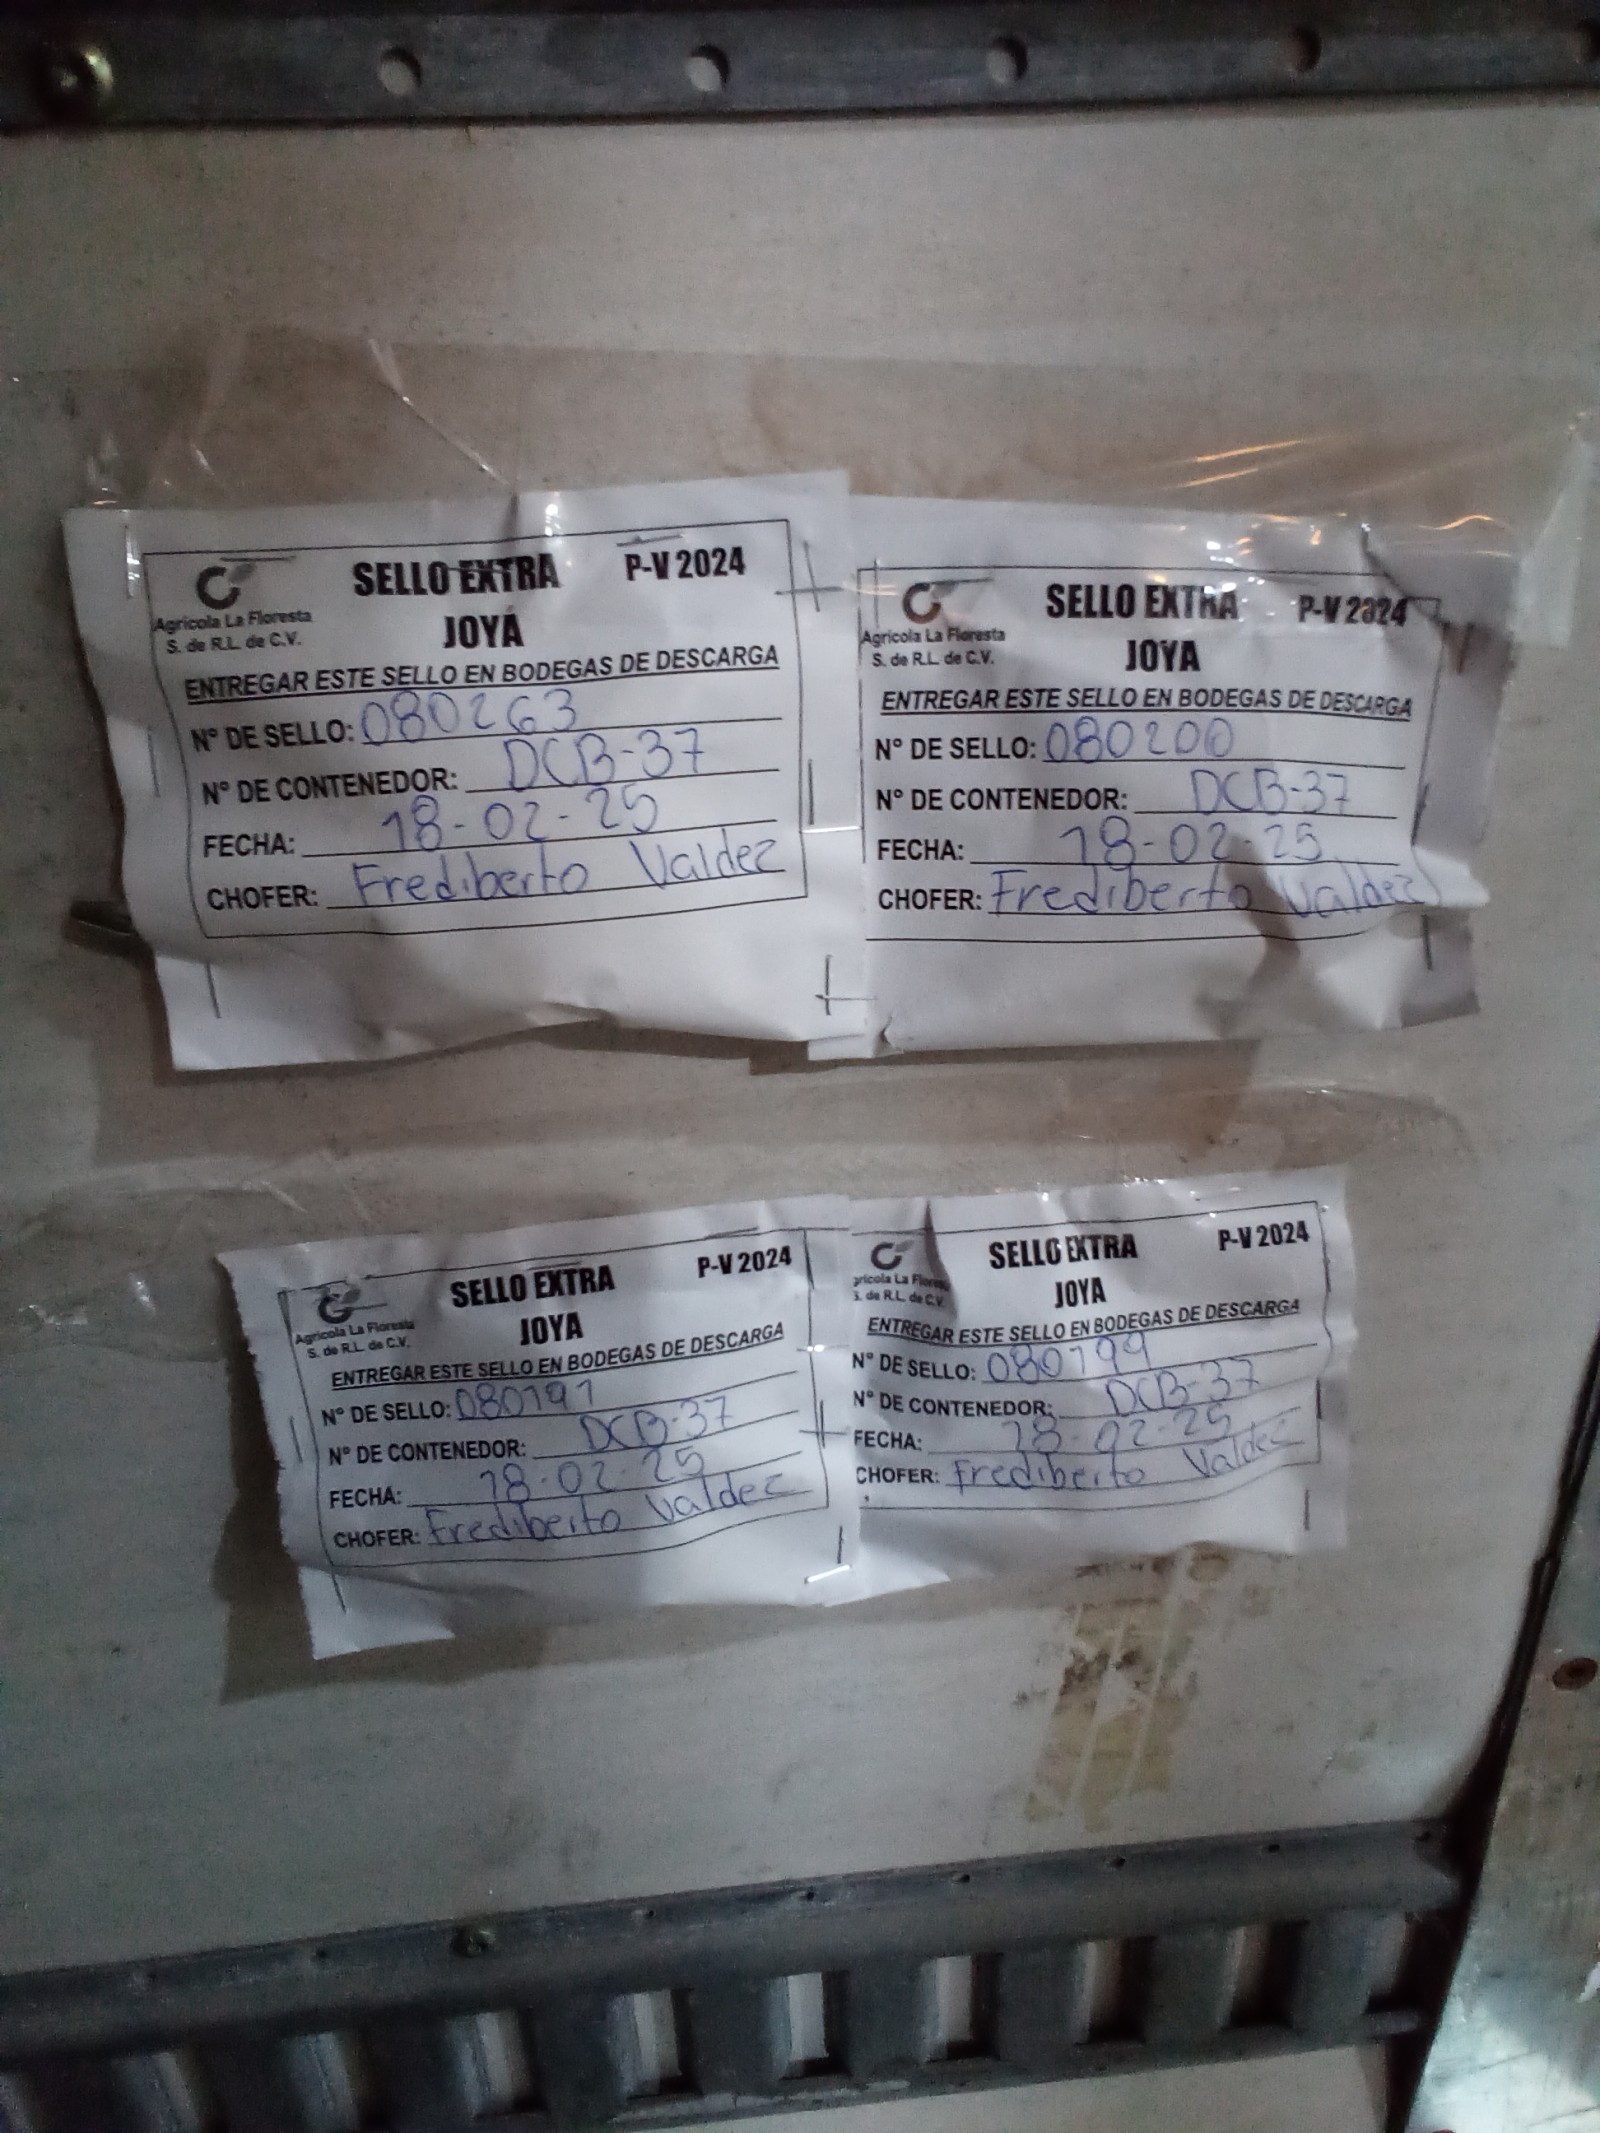 SELLO EXTRA P-V 2024
Agricola La Floresta
S. de R.L. de C.V.
JOYA
ENTREGAR ESTE SELLO EN BODEGAS DE DESCARGA
N° DE SELLO: 080263
N° DE CONTENEDOR: DCB-37
FECHA: 18-02-25
CHOFER: Frediberto Valdez
SELLO EXTRA P-V 2024
Agricola La Floresta
S. de R.L. de C.V.
JOYA
ENTREGAR ESTE SELLO EN BODEGAS DE DESCARGA
N° DE SELLO: 080200
N° DE CONTENEDOR: DCB-37
FECHA: 18-02-25
CHOFER: Frediberto Valdez
SELLO EXTRA P-V 2024
Agricola La Floresta
S. de R.L. de C.V.
JOYA
ENTREGAR ESTE SELLO EN BODEGAS DE DESCARGA
N° DE SELLO: 080191
N° DE CONTENEDOR: DCB-37
FECHA: 18-02-25
CHOFER: Frediberto Valdez
SELLO EXTRA P-V 2024
gricola La Floresta
S. de R.L. de C.V.
JOYA
ENTREGAR ESTE SELLO EN BODEGAS DE DESCARGA
N° DE SELLO: 080199
N° DE CONTENEDOR: DCB-37
FECHA: 18-02-25
CHOFER: Frediberto Valdez